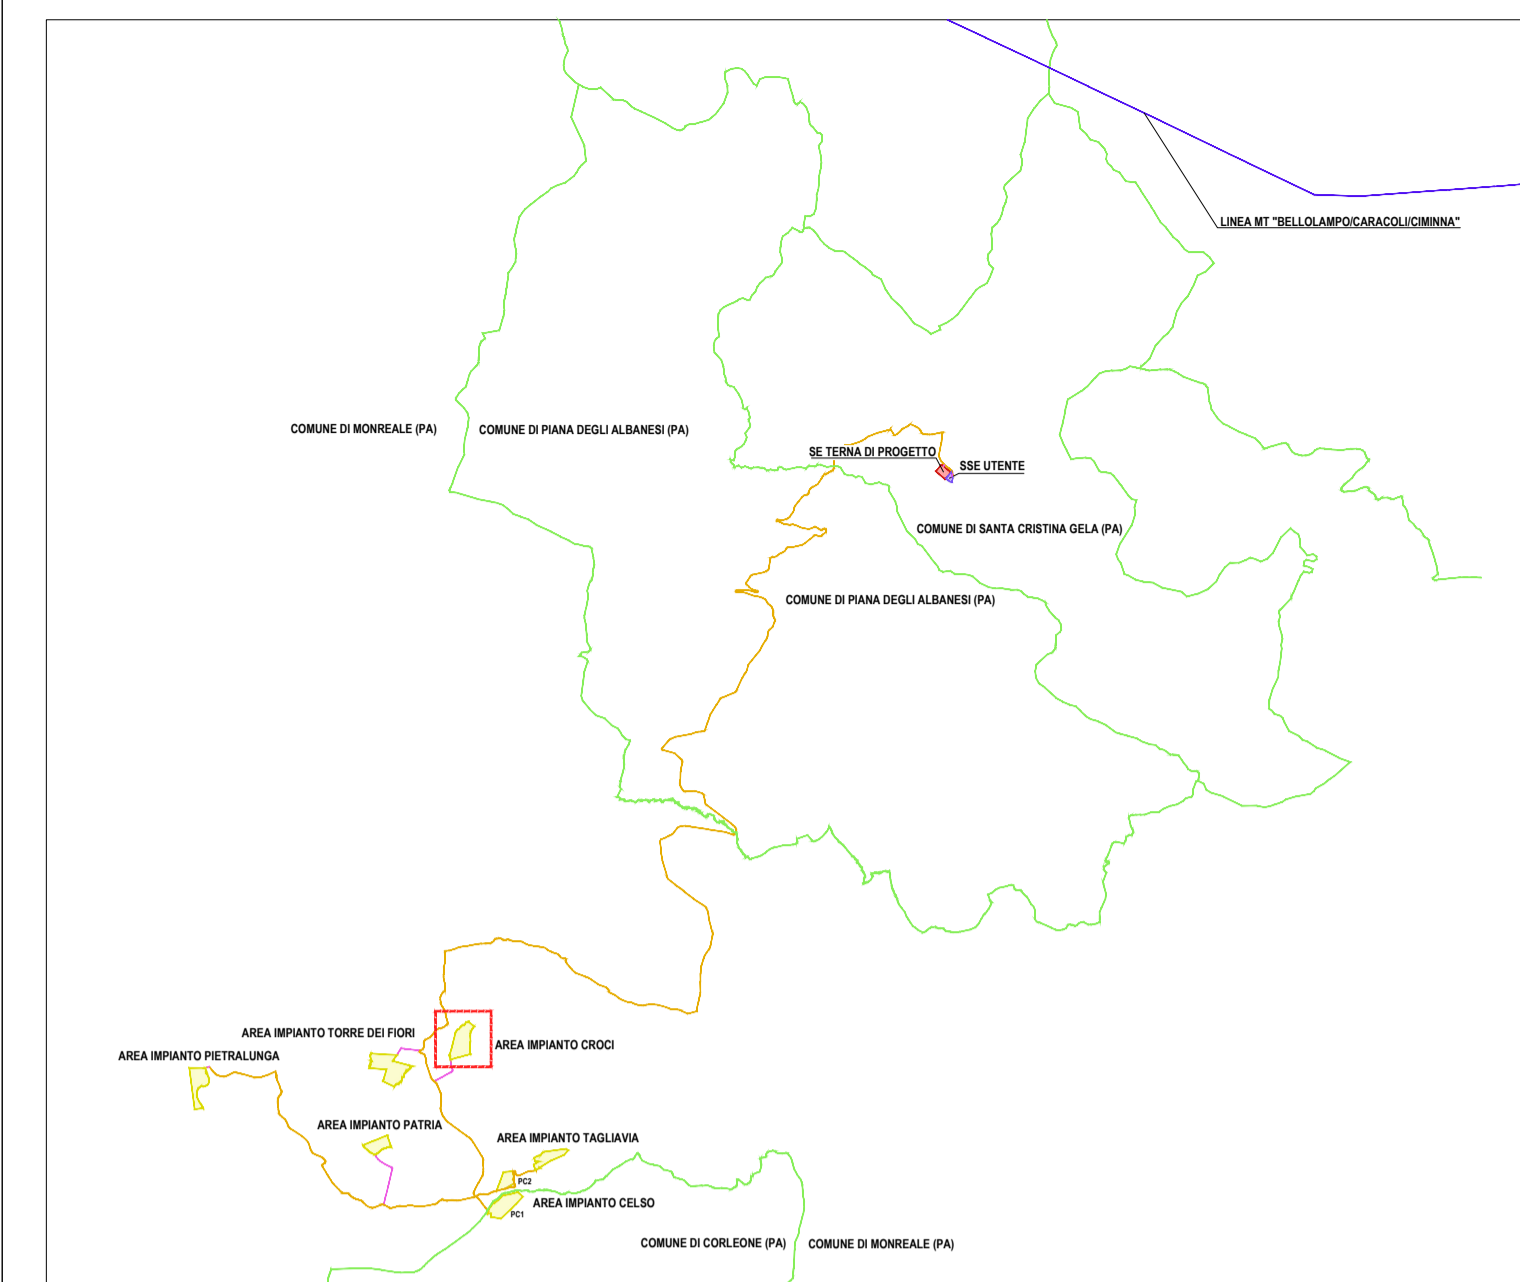 LINEA MT "BELLOLAMPO/CARACOLI/CIMINNA"
COMUNE DI MONREALE (PA)
COMUNE DI PIANA DEGLI ALBANESI (PA)
SE TERNA DI PROGETTO
SSE UTENTE
COMUNE DI SANTA CRISTINA GELA (PA)
COMUNE DI PIANA DEGLI ALBANESI (PA)
AREA IMPIANTO TORRE DEI FIORI
AREA IMPIANTO CROCI
AREA IMPIANTO PIETRALUNGA
AREA IMPIANTO PATRIA
AREA IMPIANTO TAGLIAVIA
PC2
AREA IMPIANTO CELSO
PC1
COMUNE DI CORLEONE (PA)
COMUNE DI MONREALE (PA)